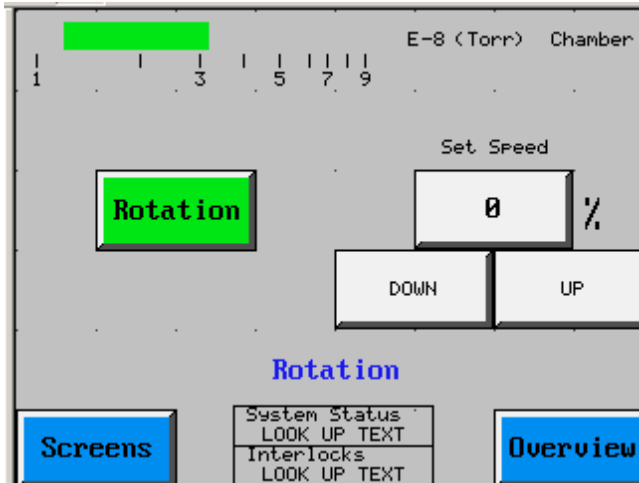 E-8 (Torr) Chamber
1 3 5 7 9
Set Speed
Rotation
0 %
DOWN UP
Rotation
System Status
LOOK UP TEXT
Screens
Overview
Interlocks
LOOK UP TEXT